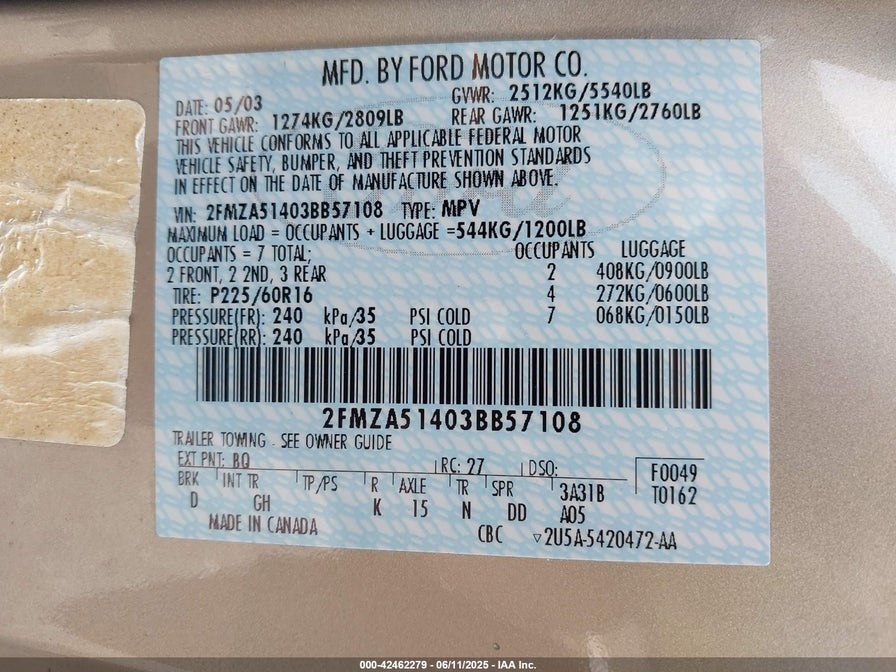 MFD. BY FORD MOTOR CO.
DATE: 05/03 GVWR: 2512KG/5540LB
FRONT GAWR: 1274KG/2809LB REAR GAWR: 1251KG/2760LB
THIS VEHICLE CONFORMS TO ALL APPLICABLE FEDERAL MOTOR
VEHICLE SAFETY, BUMPER, AND THEFT PREVENTION STANDARDS
IN EFFECT ON THE DATE OF MANUFACTURE SHOWN ABOVE.
VIN: 2FMZA51403BB57108 TYPE: MPV
MAXIMUM LOAD = OCCUPANTS + LUGGAGE =544KG/1200LB
OCCUPANTS = 7 TOTAL; OCCUPANTS LUGGAGE
2 FRONT, 2 2ND, 3 REAR 2 408KG/0900LB
TIRE: P225/60R16 4 272KG/0600LB
PRESSURE(FR): 240 kPa/35 PSI COLD 7 068KG/0150LB
PRESSURE(RR): 240 kPa/35 PSI COLD
2FMZA51403BB57108
TRAILER TOWING - SEE OWNER GUIDE
EXT PNT: BQ RC: 27 DSO: F0049
BRK INT TR TP/PS R AXLE TR SPR 3A31B T0162
D GH K 15 N DD A05
MADE IN CANADA CBC ▽2U5A-5420472-AA
000-42462279 - 06/11/2025 - IAA Inc.